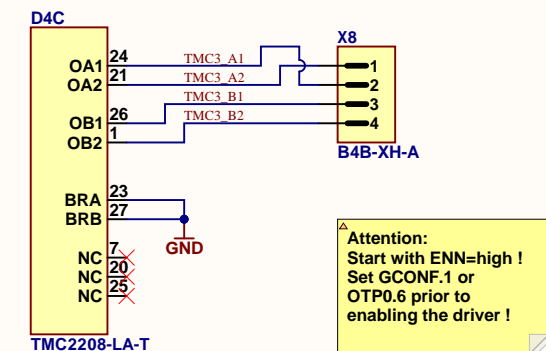 D4C
X8
OA1 24 TMC3_A1 1
OA2 21 TMC3_A2 2
OB1 26 TMC3_B1 3
OB2 1 TMC3_B2 4
B4B-XH-A
BRA 23
BRB 27
GND
NC 7
NC 20
NC 25
TMC2208-LA-T
Attention:
Start with ENN=high !
Set GCONF.1 or
OTP0.6 prior to
enabling the driver !